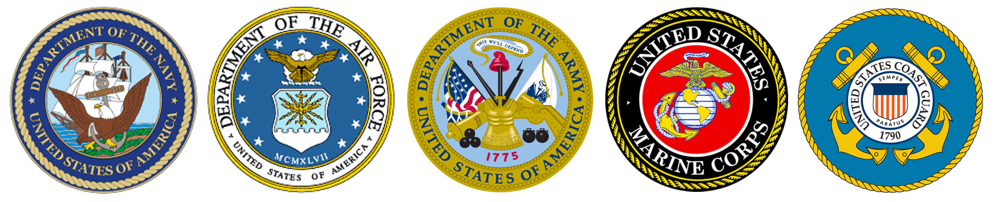 DEPARTMENT OF THE NAVY
UNITED STATES OF AMERICA
DEPARTMENT OF THE AIR FORCE
MCMXLVII
UNITED STATES OF AMERICA
DEPARTMENT OF THE ARMY
THIS WE'LL DEFEND
1775
UNITED STATES OF AMERICA
UNITED STATES
SEMPER FIDELIS
MARINE CORPS
UNITED STATES COAST GUARD
SEMPER
PARATUS
1790